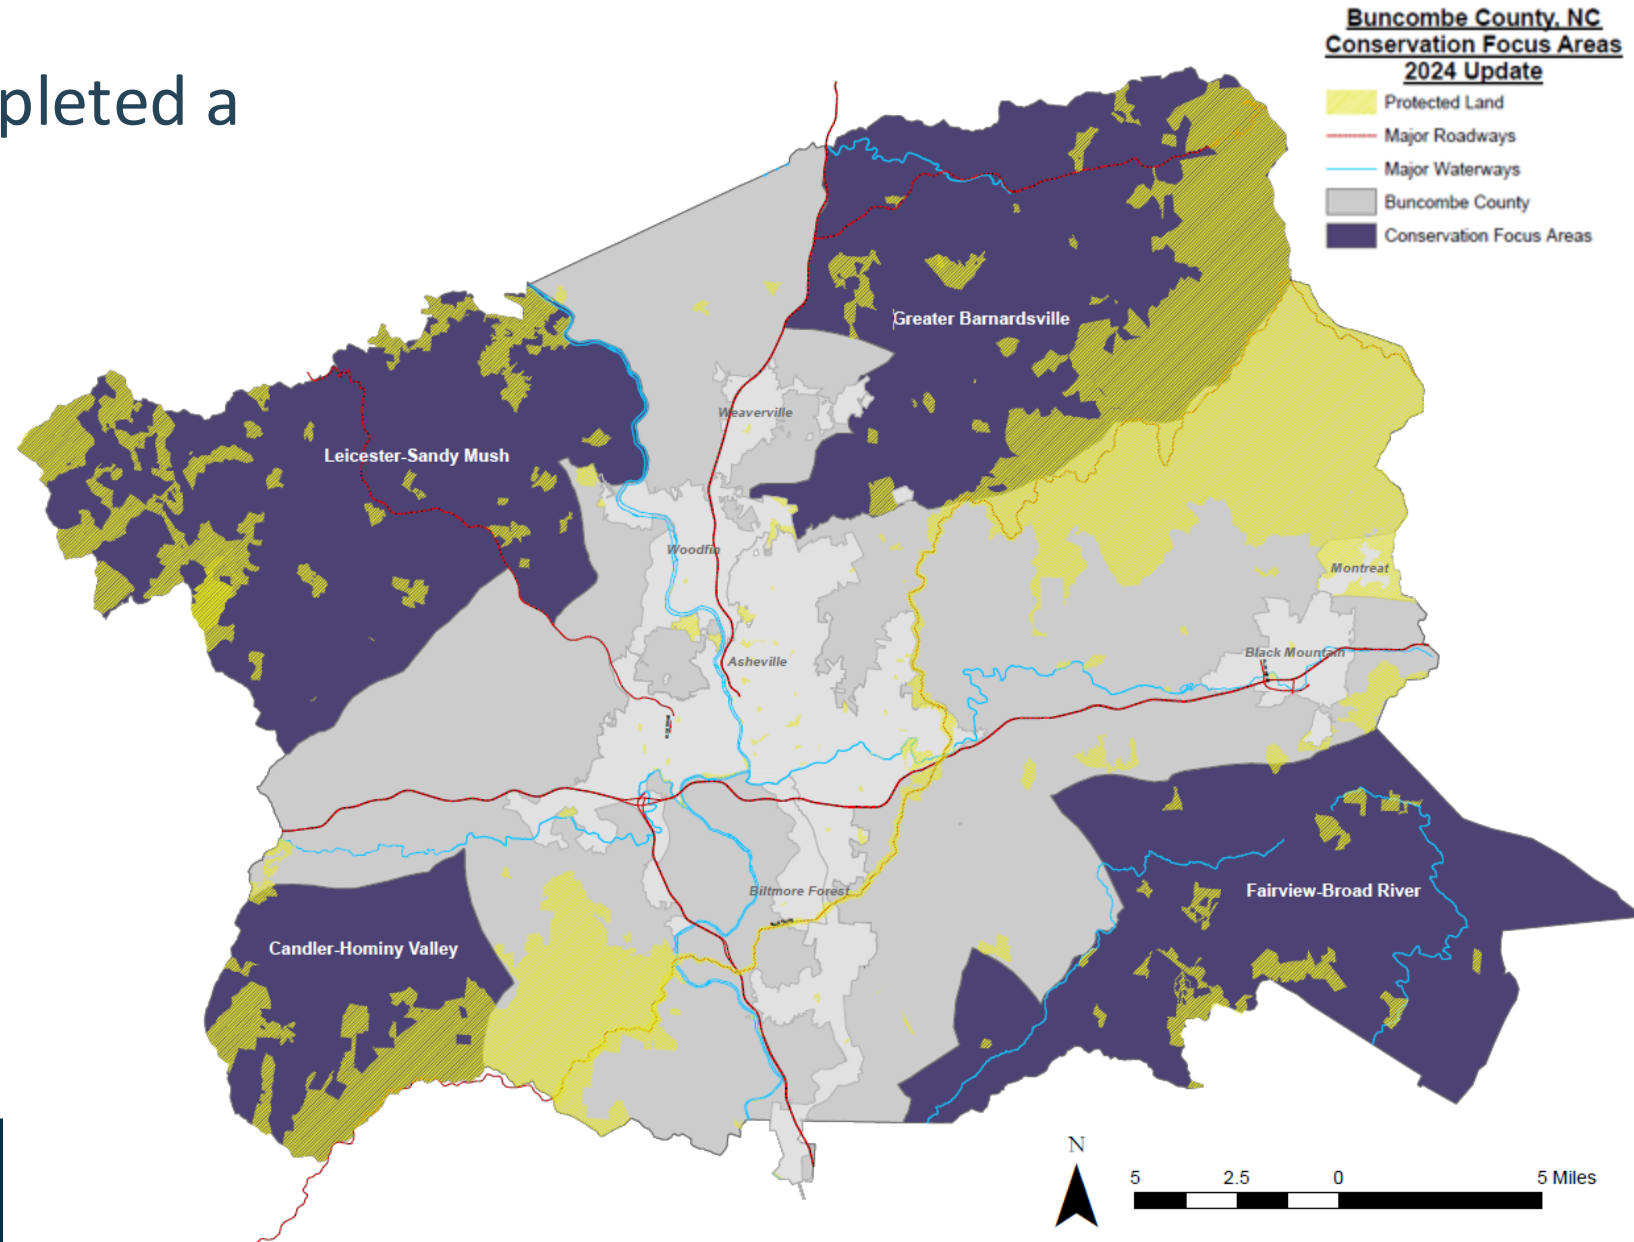 pleted a
Buncombe County, NC
Conservation Focus Areas
2024 Update
Protected Land
Major Roadways
Major Waterways
Buncombe County
Conservation Focus Areas
Greater Barnardsville
Weaverville
Leicester-Sandy Mush
Woodfin
Montreat
Black Mountain
Asheville
Biltmore Forest
Fairview-Broad River
Candler-Hominy Valley
N
5 2.5 0 5 Miles